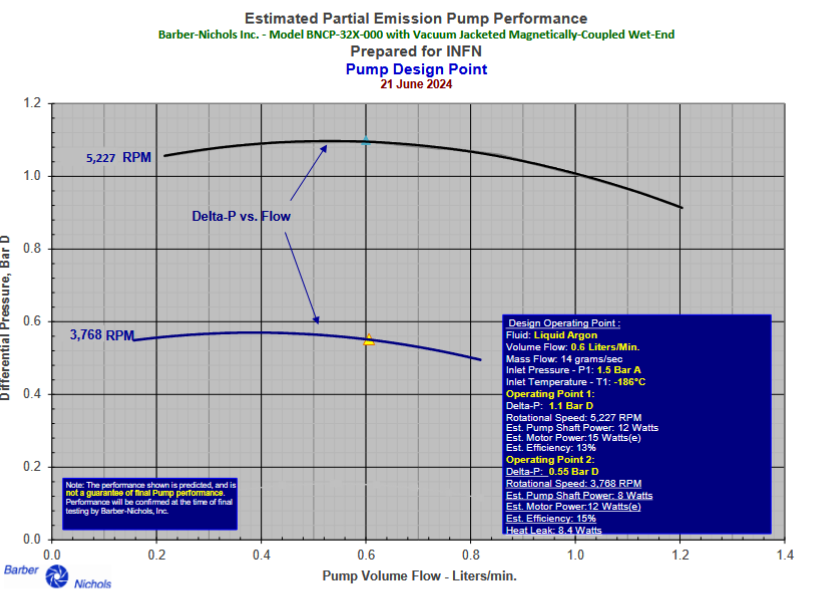 Estimated Partial Emission Pump Performance
Barber-Nichols Inc. - Model BNCP-32X-000 with Vacuum Jacketed Magnetically-Coupled Wet-End
Prepared for INFN
Pump Design Point
21 June 2024
1.2
1.0
0.8
0.6
0.4
0.2
0.0
Differential Pressure, Bar D
5,227 RPM
Delta-P vs. Flow
3,768 RPM
Design Operating Point :
Fluid: Liquid Argon
Volume Flow: 0.6 Liters/Min.
Mass Flow: 14 grams/sec
Inlet Pressure - P1: 1.5 Bar A
Inlet Temperature - T1: -186°C
Operating Point 1:
Delta-P: 1.1 Bar D
Rotational Speed: 5,227 RPM
Est. Pump Shaft Power: 12 Watts
Est. Motor Power:15 Watts(e)
Est. Efficiency: 13%
Operating Point 2:
Delta-P: 0.55 Bar D
Rotational Speed: 3,768 RPM
Est. Pump Shaft Power: 8 Watts
Est. Motor Power:12 Watts(e)
Est. Efficiency: 15%
Heat Leak: 8.4 Watts
Note: The performance shown is predicted, and is
not a guarantee of final Pump performance.
Performance will be confirmed at the time of final
testing by Barber-Nichols, Inc.
0.0 0.2 0.4 0.6 0.8 1.0 1.2 1.4
Pump Volume Flow - Liters/min.
Barber
Nichols